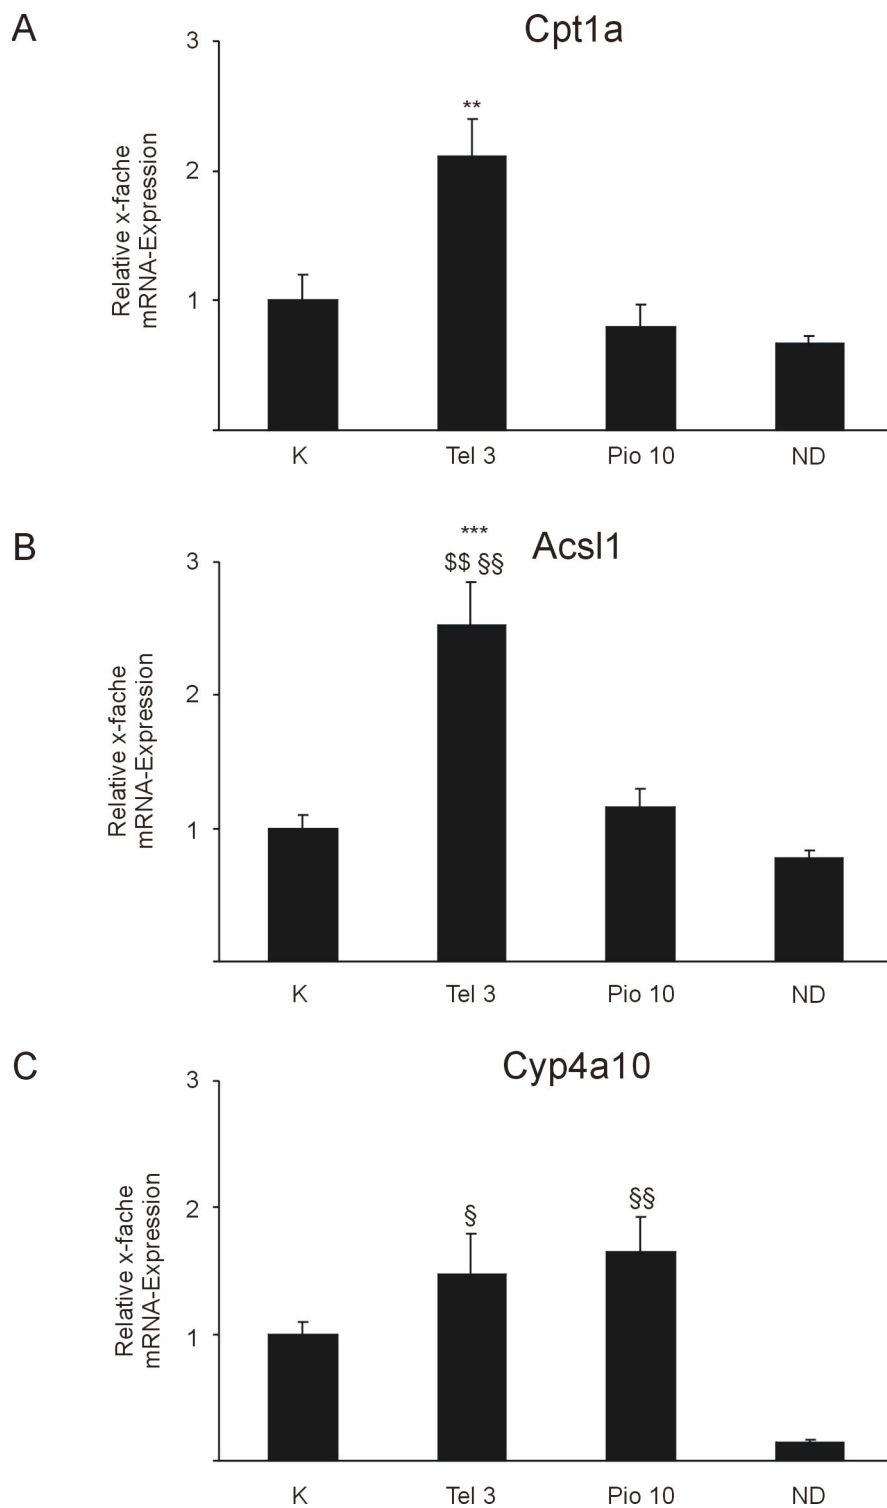 A
Cpt1a
3
**
2
1
Relative x-fache
mRNA-Expression
K Tel 3 Pio 10 ND
B
Acsl1
***
$$ §§
3
2
1
Relative x-fache
mRNA-Expression
K Tel 3 Pio 10 ND
C
Cyp4a10
3
2
1
§
§§
Relative x-fache
mRNA-Expression
K Tel 3 Pio 10 ND